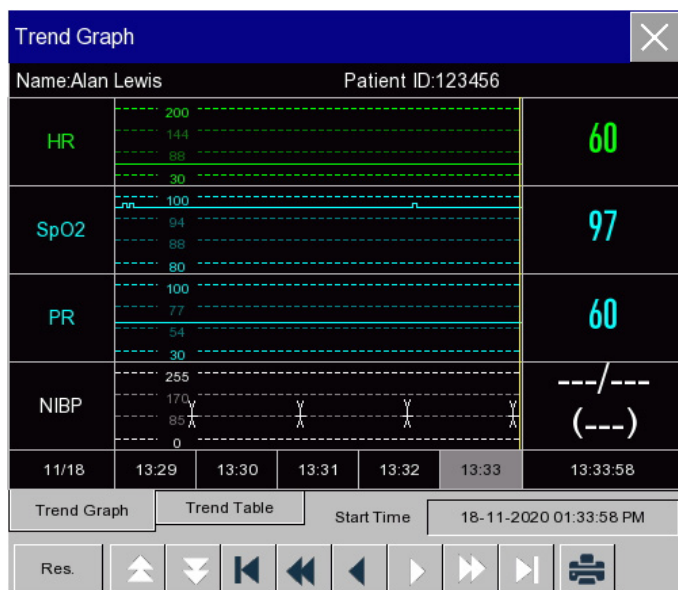 Trend Graph
Name:Alan Lewis Patient ID:123456
HR 200 144 88 30 60
SpO2 100 94 88 80 97
PR 100 77 54 30 60
NIBP 255 170 85 0 ---/--- (---)
11/18 13:29 13:30 13:31 13:32 13:33 13:33:58
Trend Graph Trend Table Start Time 18-11-2020 01:33:58 PM
Res.